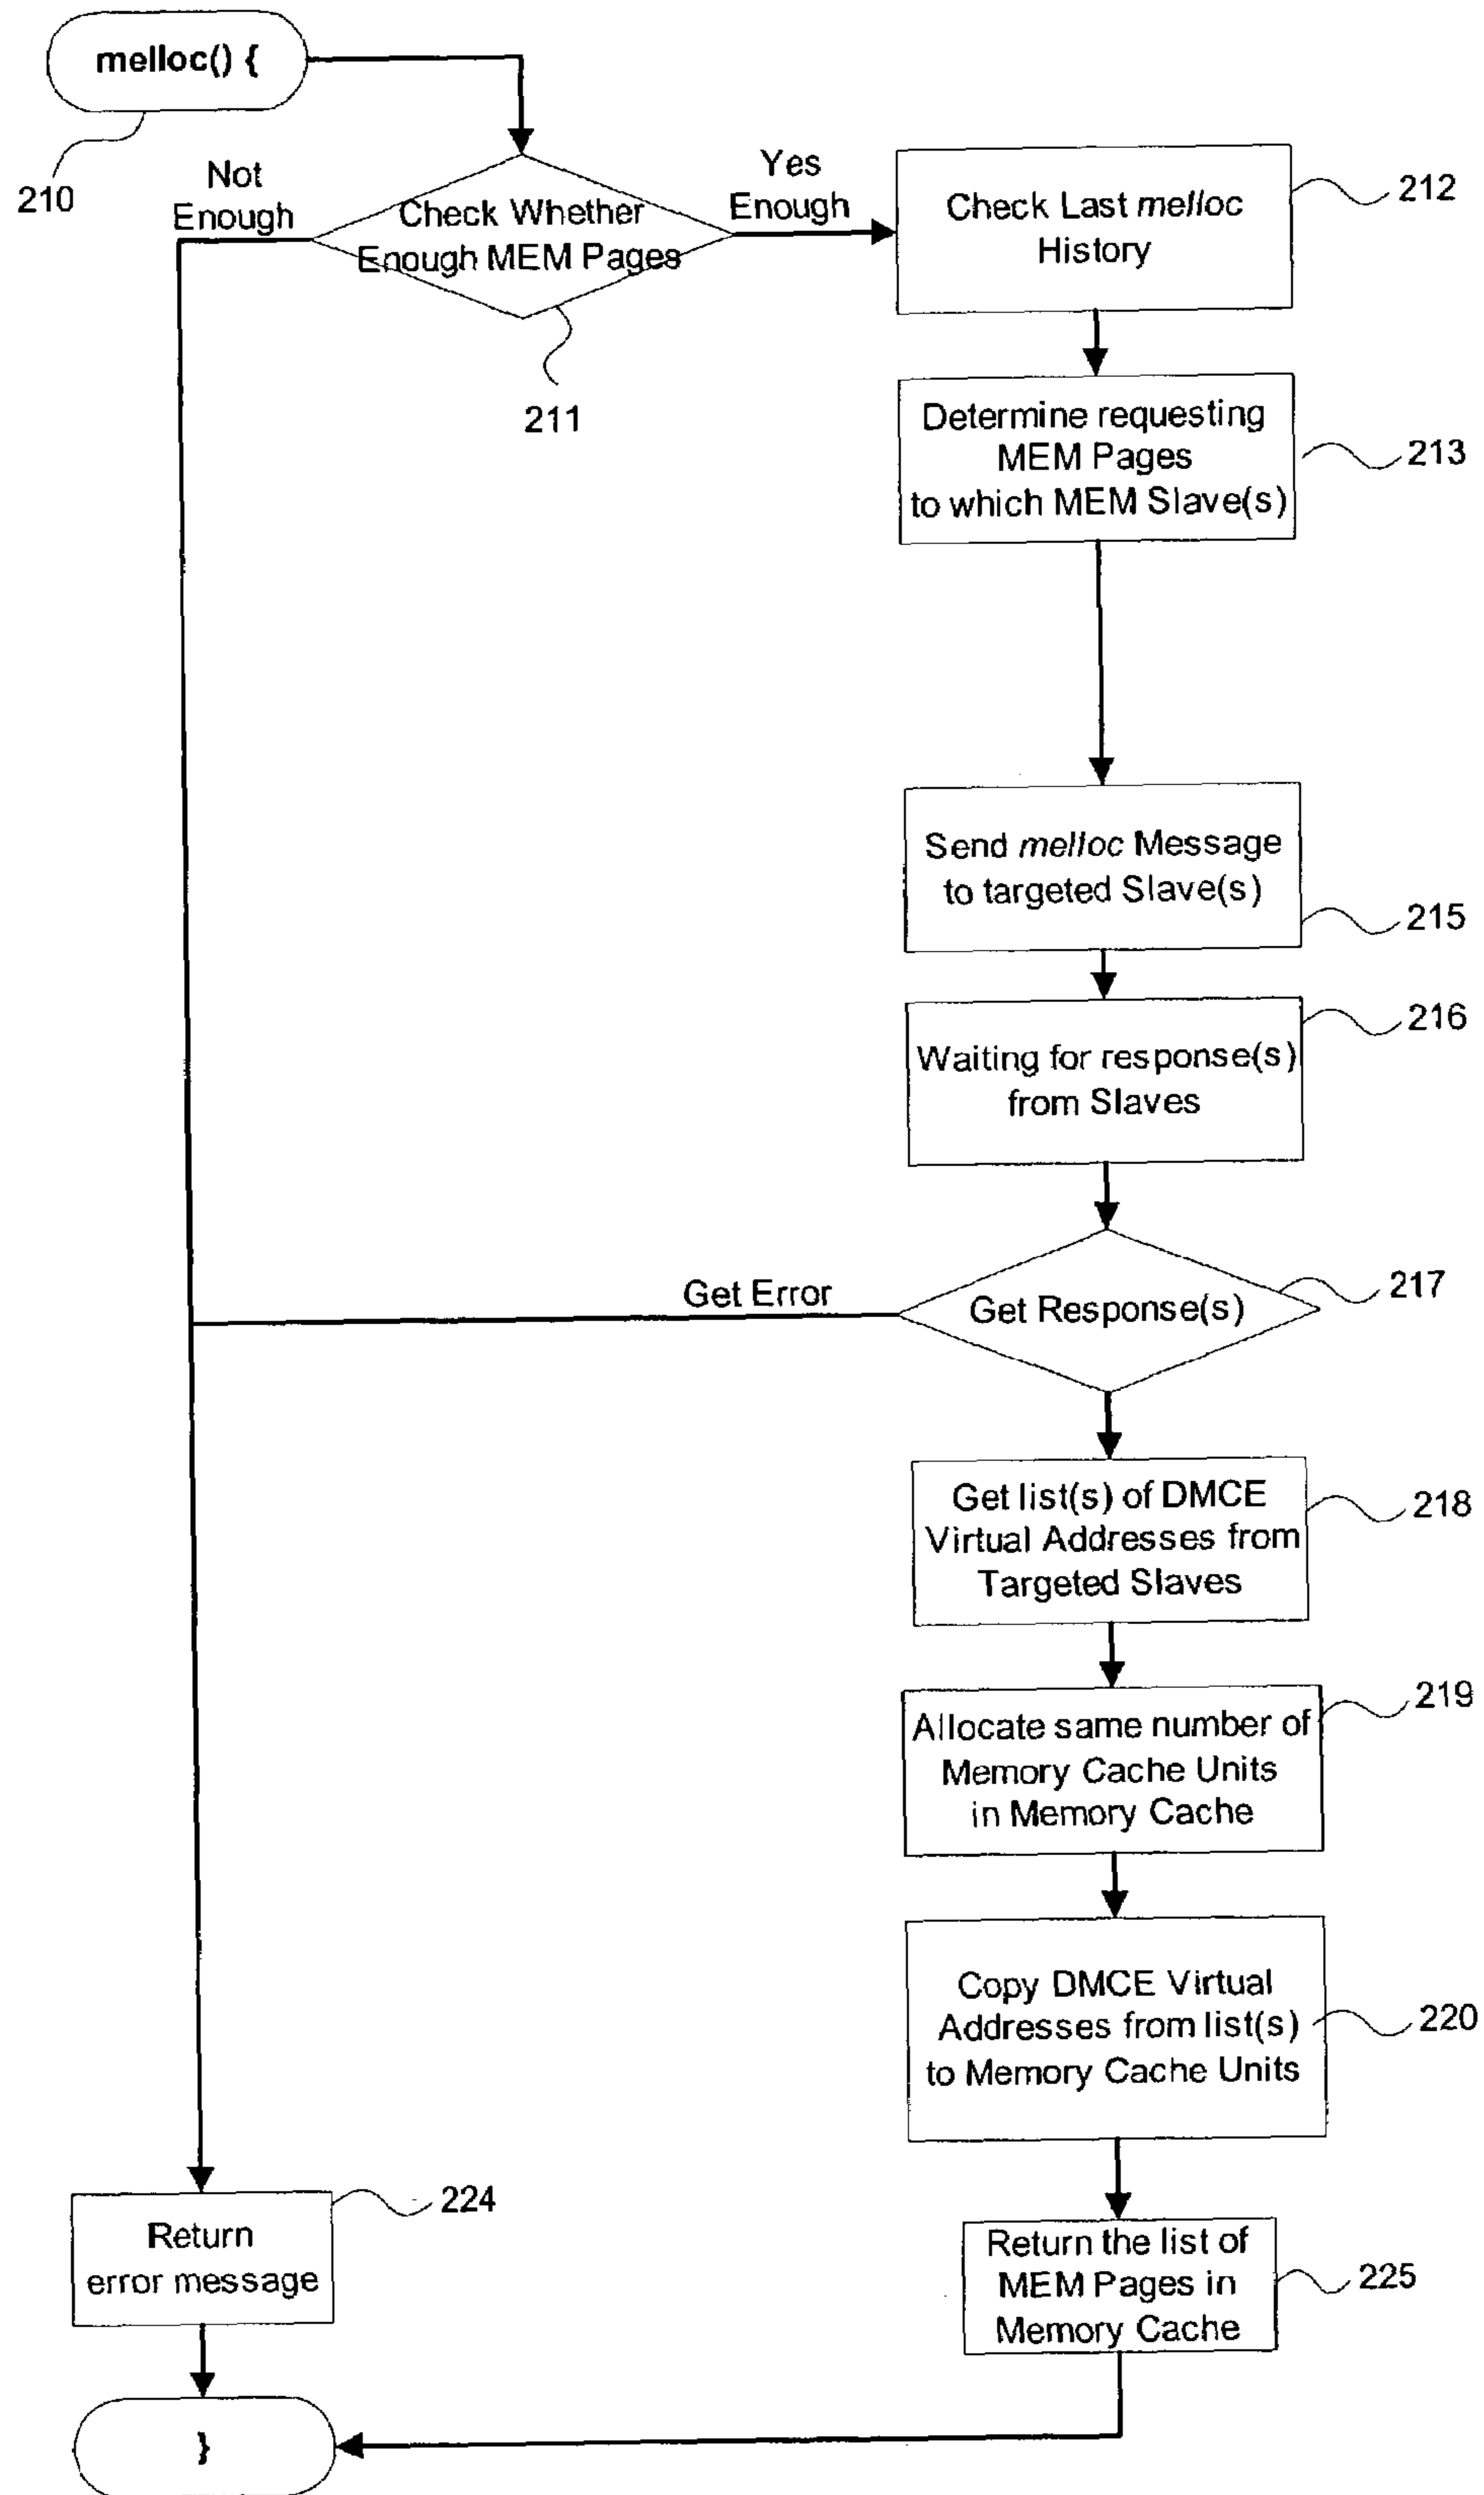 melloc() {
210
Not
Enough
Check Whether
Enough MEM Pages
211
Yes
Enough
Check Last melloc
History
212
Determine requesting
MEM Pages
to which MEM Slave(s)
213
Send melloc Message
to targeted Slave(s)
215
Waiting for response(s)
from Slaves
216
Get Error
Get Response(s)
217
Get list(s) of DMCE
Virtual Addresses from
Targeted Slaves
218
Allocate same number of
Memory Cache Units
in Memory Cache
219
Copy DMCE Virtual
Addresses from list(s)
to Memory Cache Units
220
Return
error message
224
Return the list of
MEM Pages in
Memory Cache
225
}